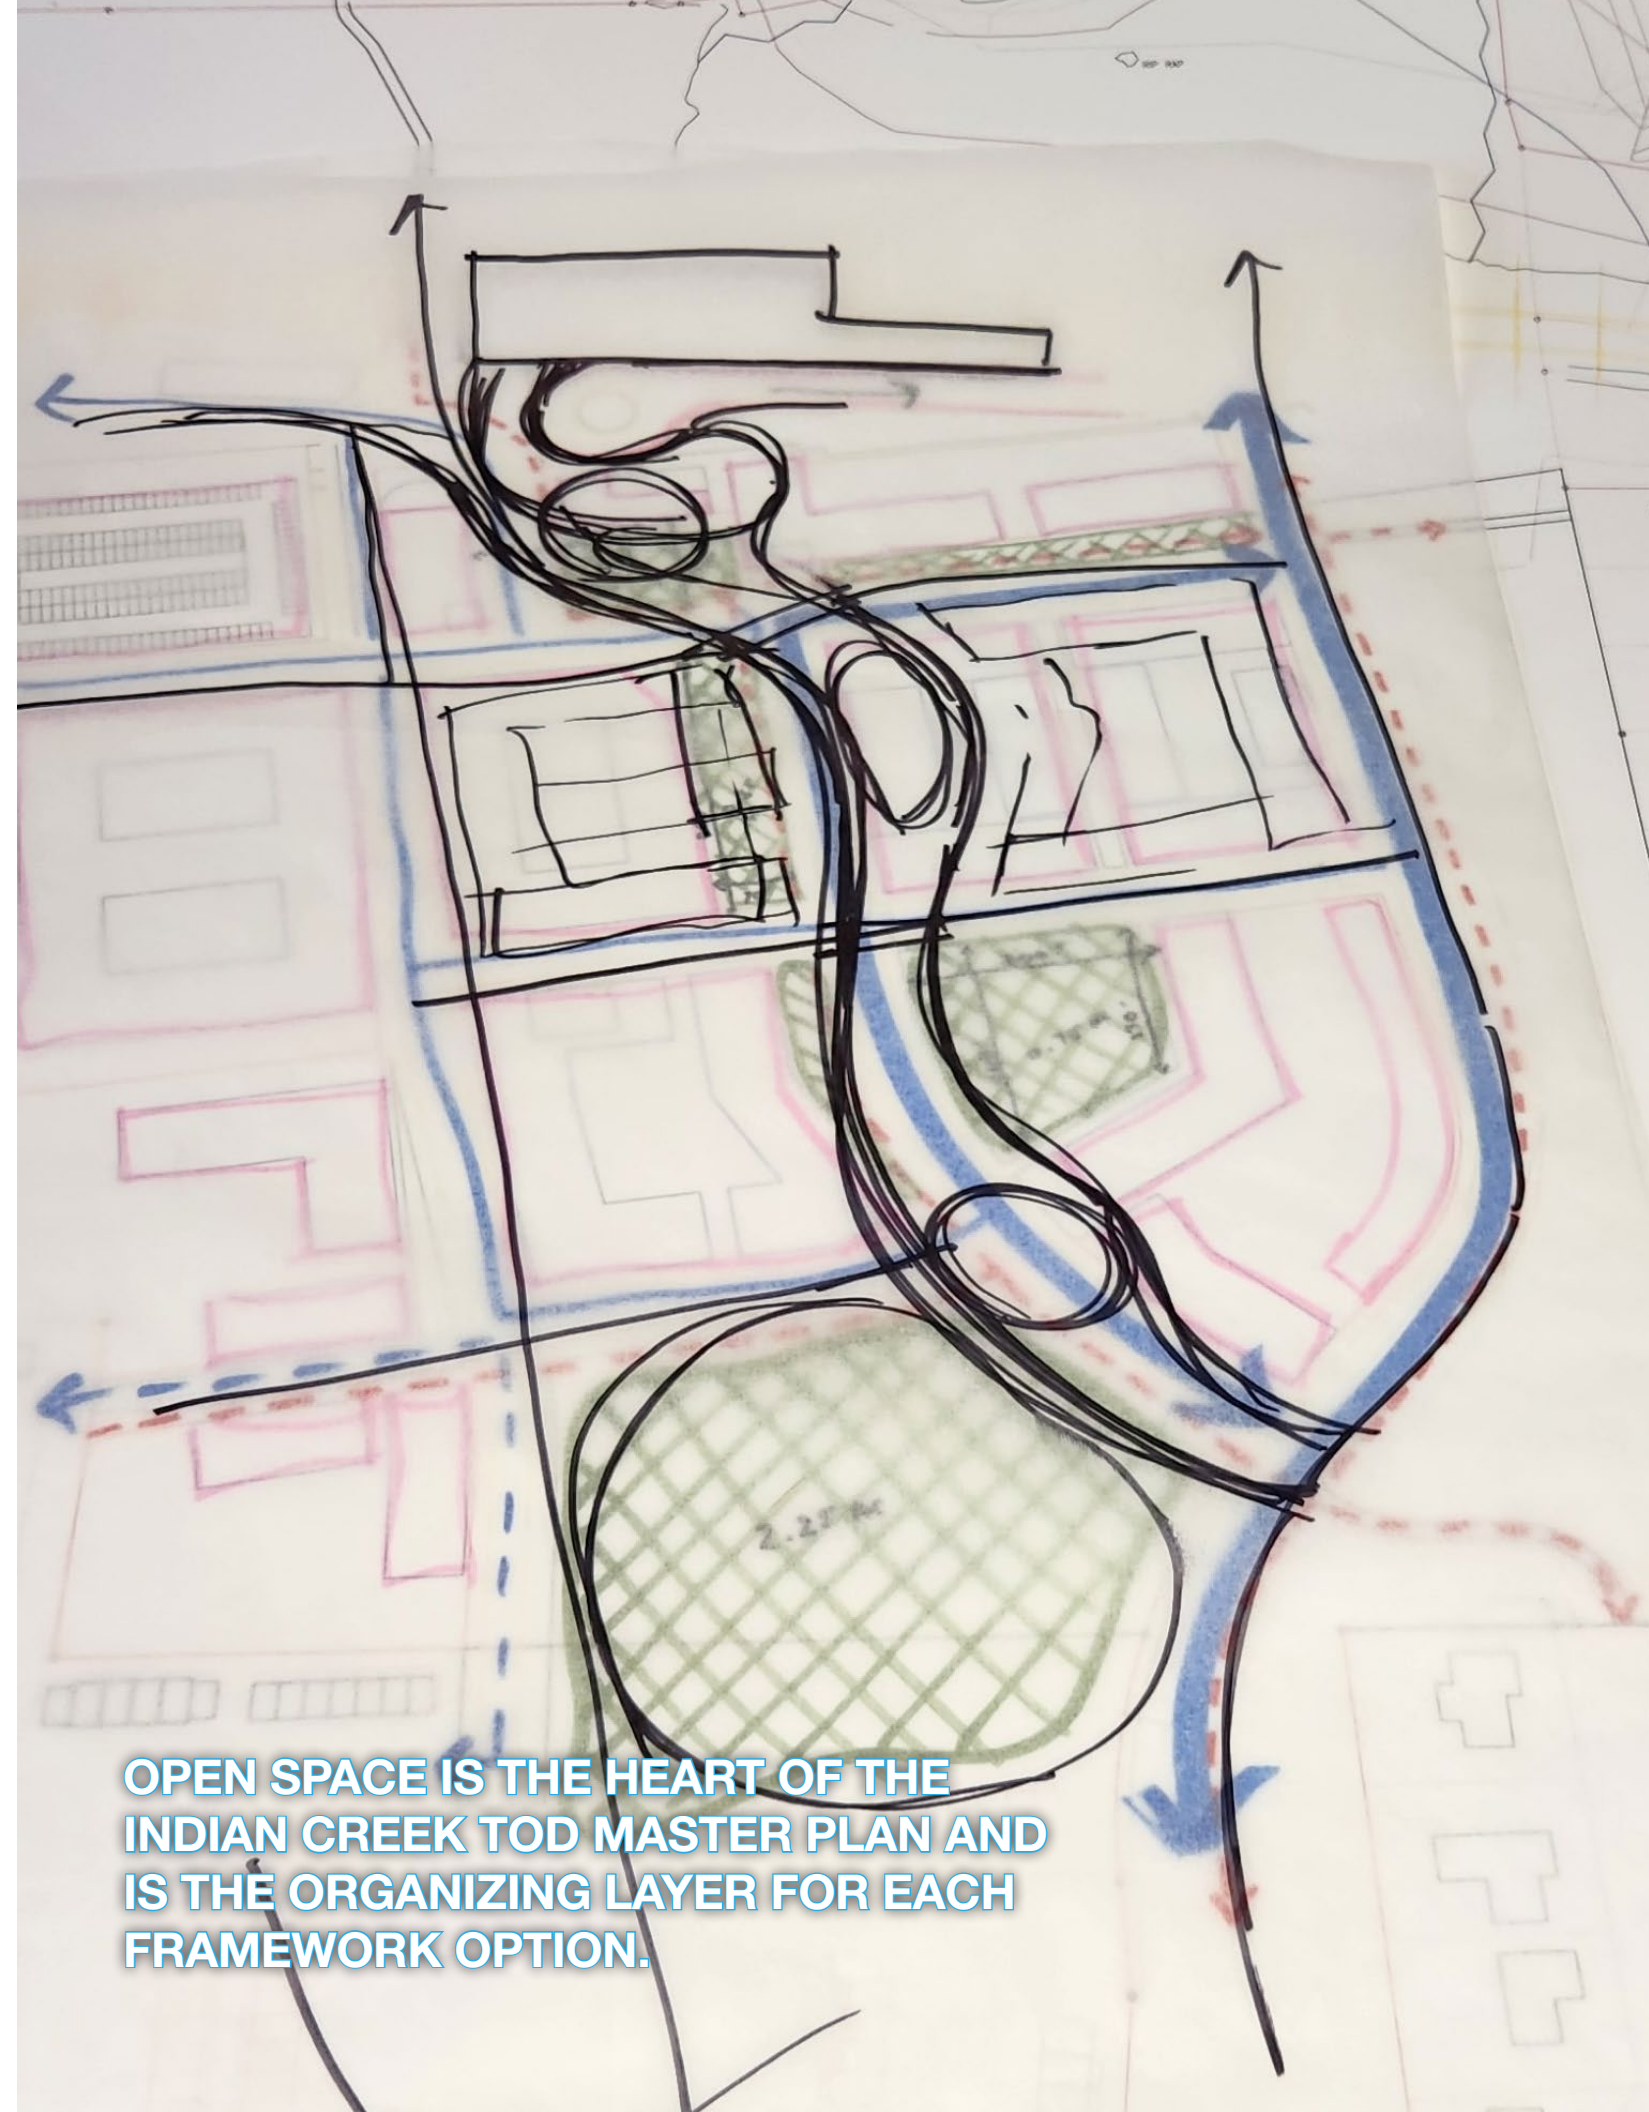 OPEN SPACE IS THE HEART OF THE
INDIAN CREEK TOD MASTER PLAN AND
IS THE ORGANIZING LAYER FOR EACH
FRAMEWORK OPTION.